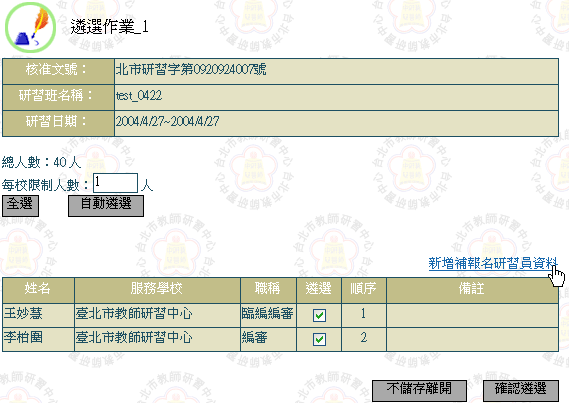 遴選作業_1
核准文號： 北市研習字第0920924007號
研習班名稱： test_0422
研習日期： 2004/4/27~2004/4/27
總人數：40 人
每校限制人數： 1 人
全選 自動遴選
新增補報名研習員資料
姓名 服務學校 職稱 遴選 順序 備註
王妙慧 臺北市教師研習中心 臨編編審 1
李柏圍 臺北市教師研習中心 編審 2
不儲存離開 確認遴選